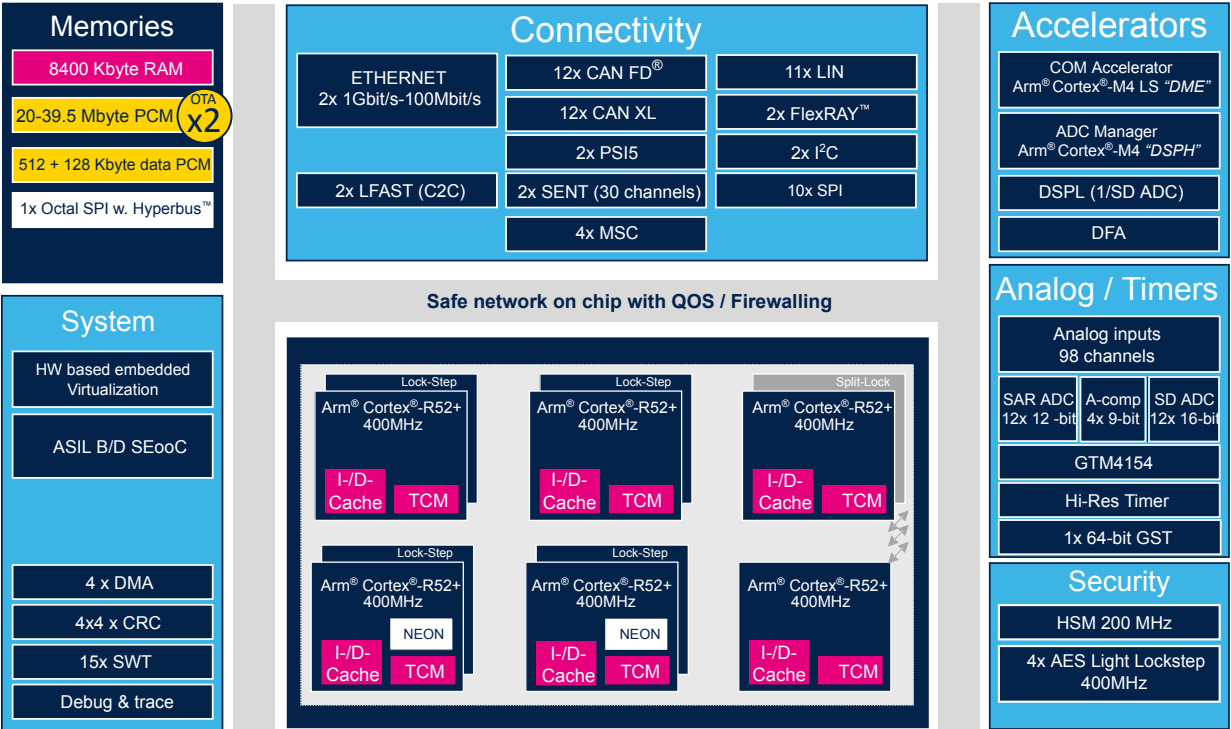 Memories
8400 Kbyte RAM
20-39.5 Mbyte PCM
OTA
x2
512 + 128 Kbyte data PCM
1x Octal SPI w. Hyperbus™
System
HW based embedded
Virtualization
ASIL B/D SEooC
4 x DMA
4x4 x CRC
15x SWT
Debug & trace
Connectivity
ETHERNET
2x 1Gbit/s-100Mbit/s
2x LFAST (C2C)
12x CAN FD®
12x CAN XL
2x PSI5
2x SENT (30 channels)
4x MSC
11x LIN
2x FlexRAY™
2x I²C
10x SPI
Safe network on chip with QOS / Firewalling
Lock-Step
Arm® Cortex®-R52+
400MHz
I-/D-
Cache
TCM
Lock-Step
Arm® Cortex®-R52+
400MHz
I-/D-
Cache
TCM
Split-Lock
Arm® Cortex®-R52+
400MHz
I-/D-
Cache
TCM
Lock-Step
Arm® Cortex®-R52+
400MHz
NEON
I-/D-
Cache
TCM
Lock-Step
Arm® Cortex®-R52+
400MHz
NEON
I-/D-
Cache
TCM
Arm® Cortex®-R52+
400MHz
I-/D-
Cache
TCM
Accelerators
COM Accelerator
Arm® Cortex®-M4 LS "DME"
ADC Manager
Arm® Cortex®-M4 "DSPH"
DSPL (1/SD ADC)
DFA
Analog / Timers
Analog inputs
98 channels
SAR ADC
12x 12 -bit
A-comp
4x 9-bit
SD ADC
12x 16-bit
GTM4154
Hi-Res Timer
1x 64-bit GST
Security
HSM 200 MHz
4x AES Light Lockstep
400MHz